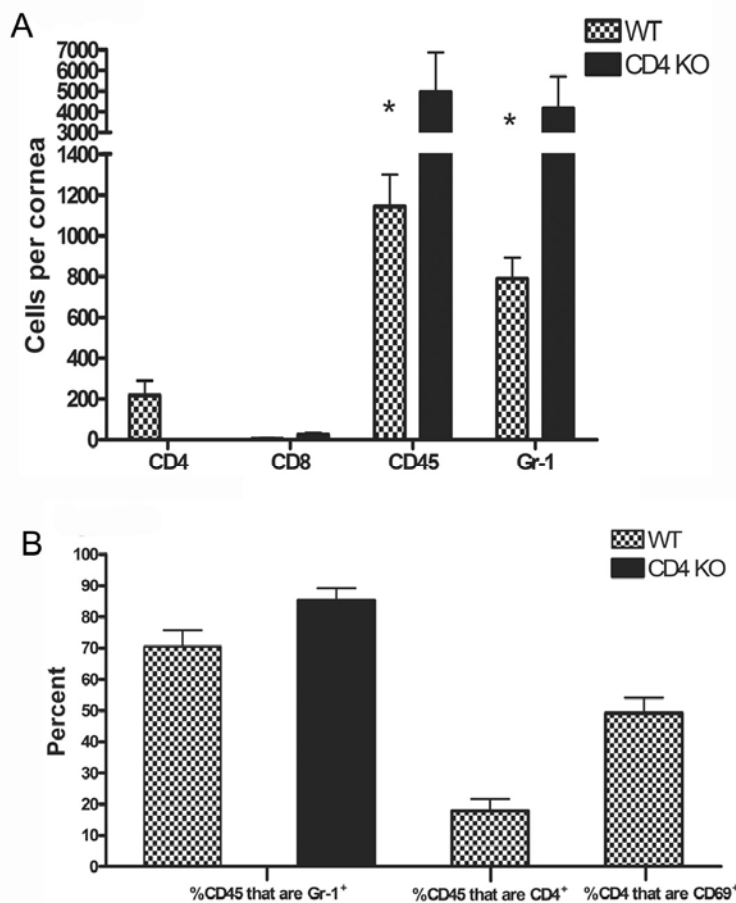 A
WT
CD4 KO
7000
6000
5000
4000
3000
1400
1200
1000
800
600
400
200
0
Cells per cornea
*
*
CD4 CD8 CD45 Gr-1
B
WT
CD4 KO
100
90
80
70
60
50
40
30
20
10
0
Percent
%CD45 that are Gr-1⁺ %CD45 that are CD4⁺ %CD4 that are CD69⁺